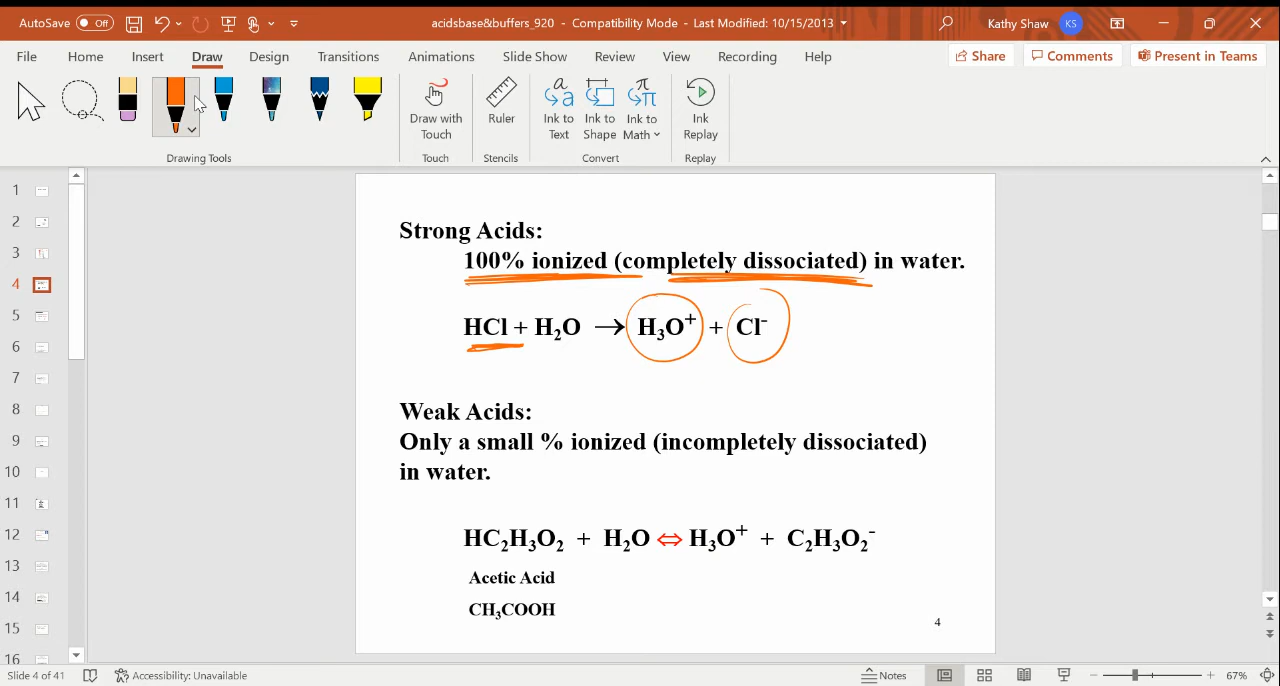 AutoSave Off acidsbase&buffers_920 - Compatibility Mode - Last Modified: 10/15/2013 Kathy Shaw KS
File Home Insert Draw Design Transitions Animations Slide Show Review View Recording Help Share Comments Present in Teams
Draw with Touch
Ruler
Ink to Text
Ink to Shape
Ink to Math
Ink Replay
Drawing Tools Touch Stencils Convert Replay
1
2
3
4
5
6
7
8
9
10
11
12
13
14
15
16
Strong Acids:
100% ionized (completely dissociated) in water.
HCl + H₂O → H₃O⁺ + Cl⁻
Weak Acids:
Only a small % ionized (incompletely dissociated)
in water.
HC₂H₃O₂ + H₂O ⇔ H₃O⁺ + C₂H₃O₂⁻
Acetic Acid
CH₃COOH
4
Slide 4 of 41 Accessibility: Unavailable Notes 67%